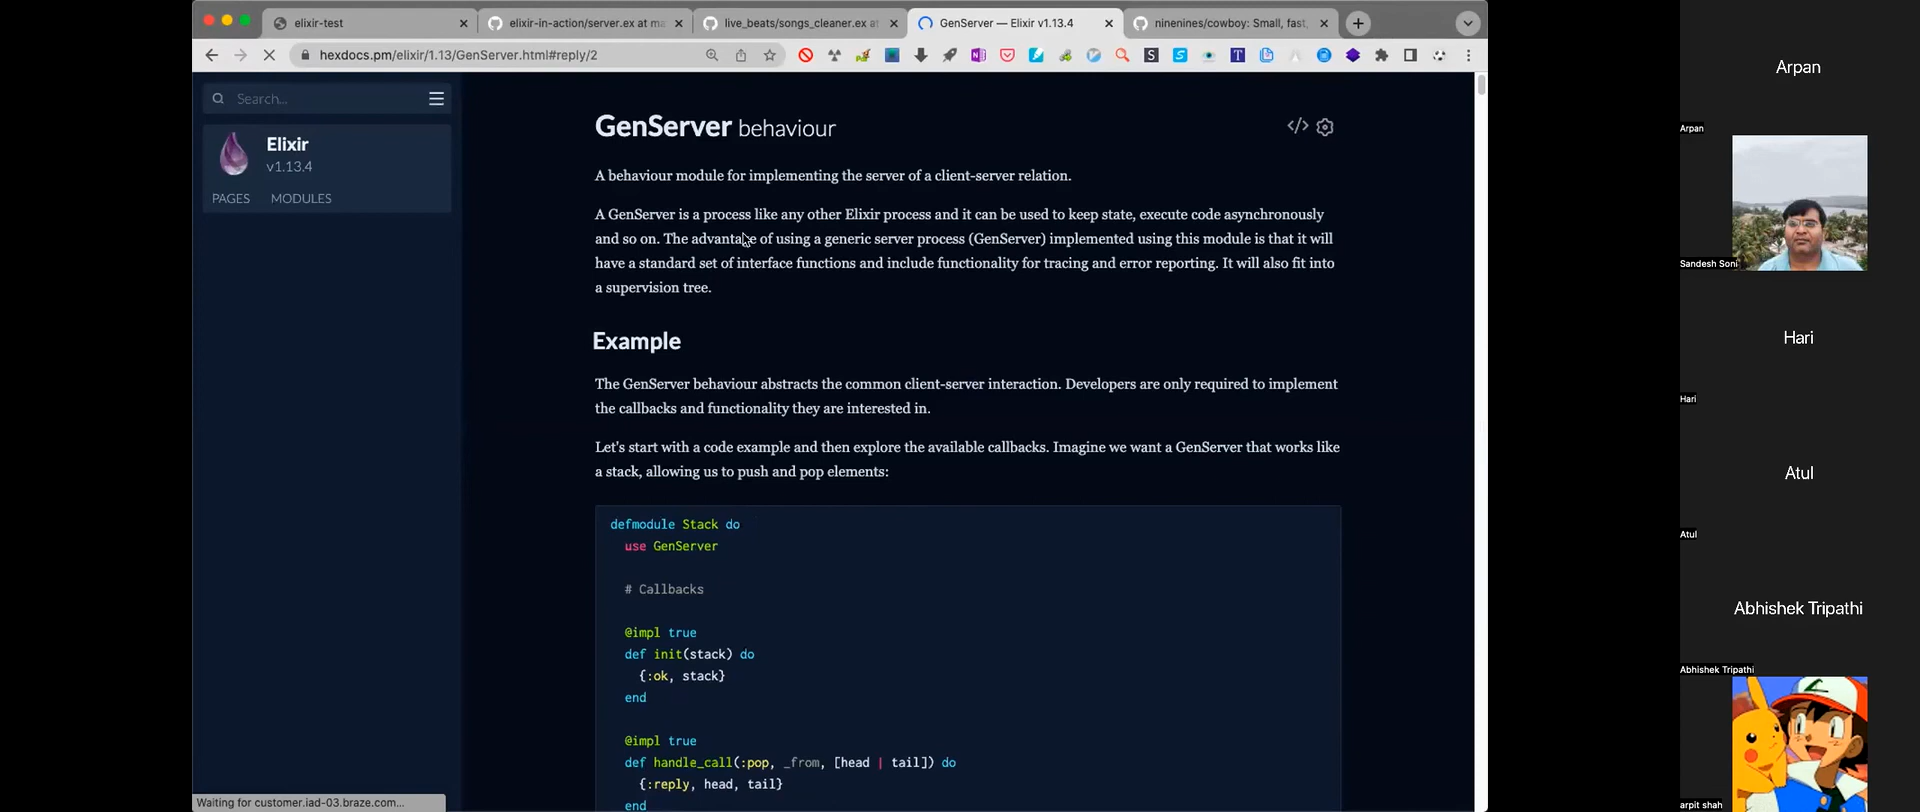 elixir-test
elixir-in-action/server.ex at ma
live_beats/songs_cleaner.ex at
GenServer — Elixir v1.13.4
ninenines/cowboy: Small, fast,
hexdocs.pm/elixir/1.13/GenServer.html#reply/2
Search...
Elixir
v1.13.4
PAGES MODULES
GenServer behaviour
</>
A behaviour module for implementing the server of a client-server relation.
A GenServer is a process like any other Elixir process and it can be used to keep state, execute code asynchronously
and so on. The advantage of using a generic server process (GenServer) implemented using this module is that it will
have a standard set of interface functions and include functionality for tracing and error reporting. It will also fit into
a supervision tree.
Example
The GenServer behaviour abstracts the common client-server interaction. Developers are only required to implement
the callbacks and functionality they are interested in.
Let's start with a code example and then explore the available callbacks. Imagine we want a GenServer that works like
a stack, allowing us to push and pop elements:
defmodule Stack do
use GenServer
# Callbacks
@impl true
def init(stack) do
{:ok, stack}
end
@impl true
def handle_call(:pop, _from, [head | tail]) do
{:reply, head, tail}
end
Waiting for customer.iad-03.braze.com...
Arpan
Arpan
Sandesh Soni
Hari
Hari
Atul
Atul
Abhishek Tripathi
Abhishek Tripathi
arpit shah